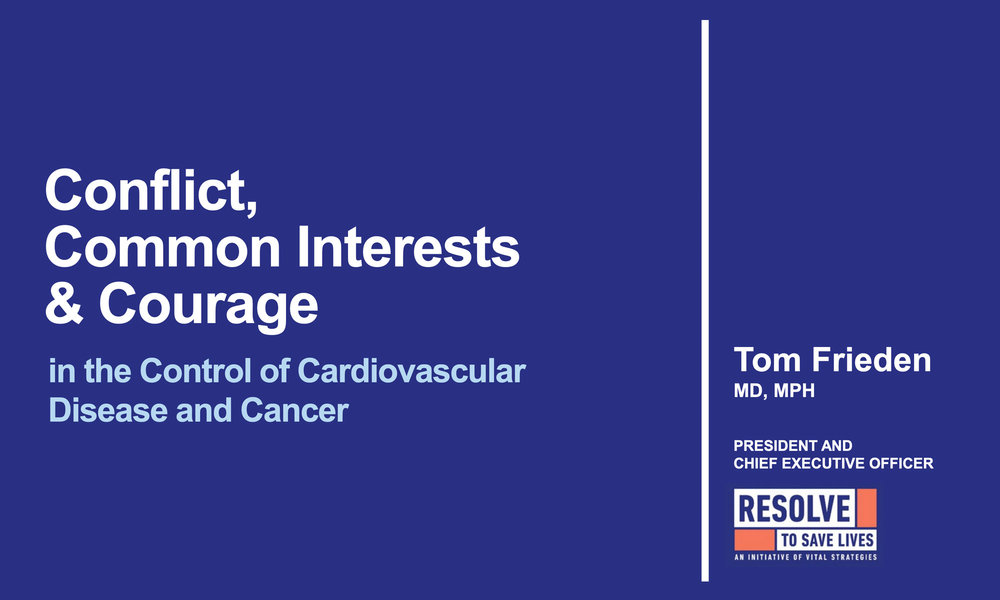 Conflict,
Common Interests
& Courage
in the Control of Cardiovascular
Disease and Cancer
Tom Frieden
MD, MPH
PRESIDENT AND
CHIEF EXECUTIVE OFFICER
RESOLVE
TO SAVE LIVES
AN INITIATIVE OF VITAL STRATEGIES